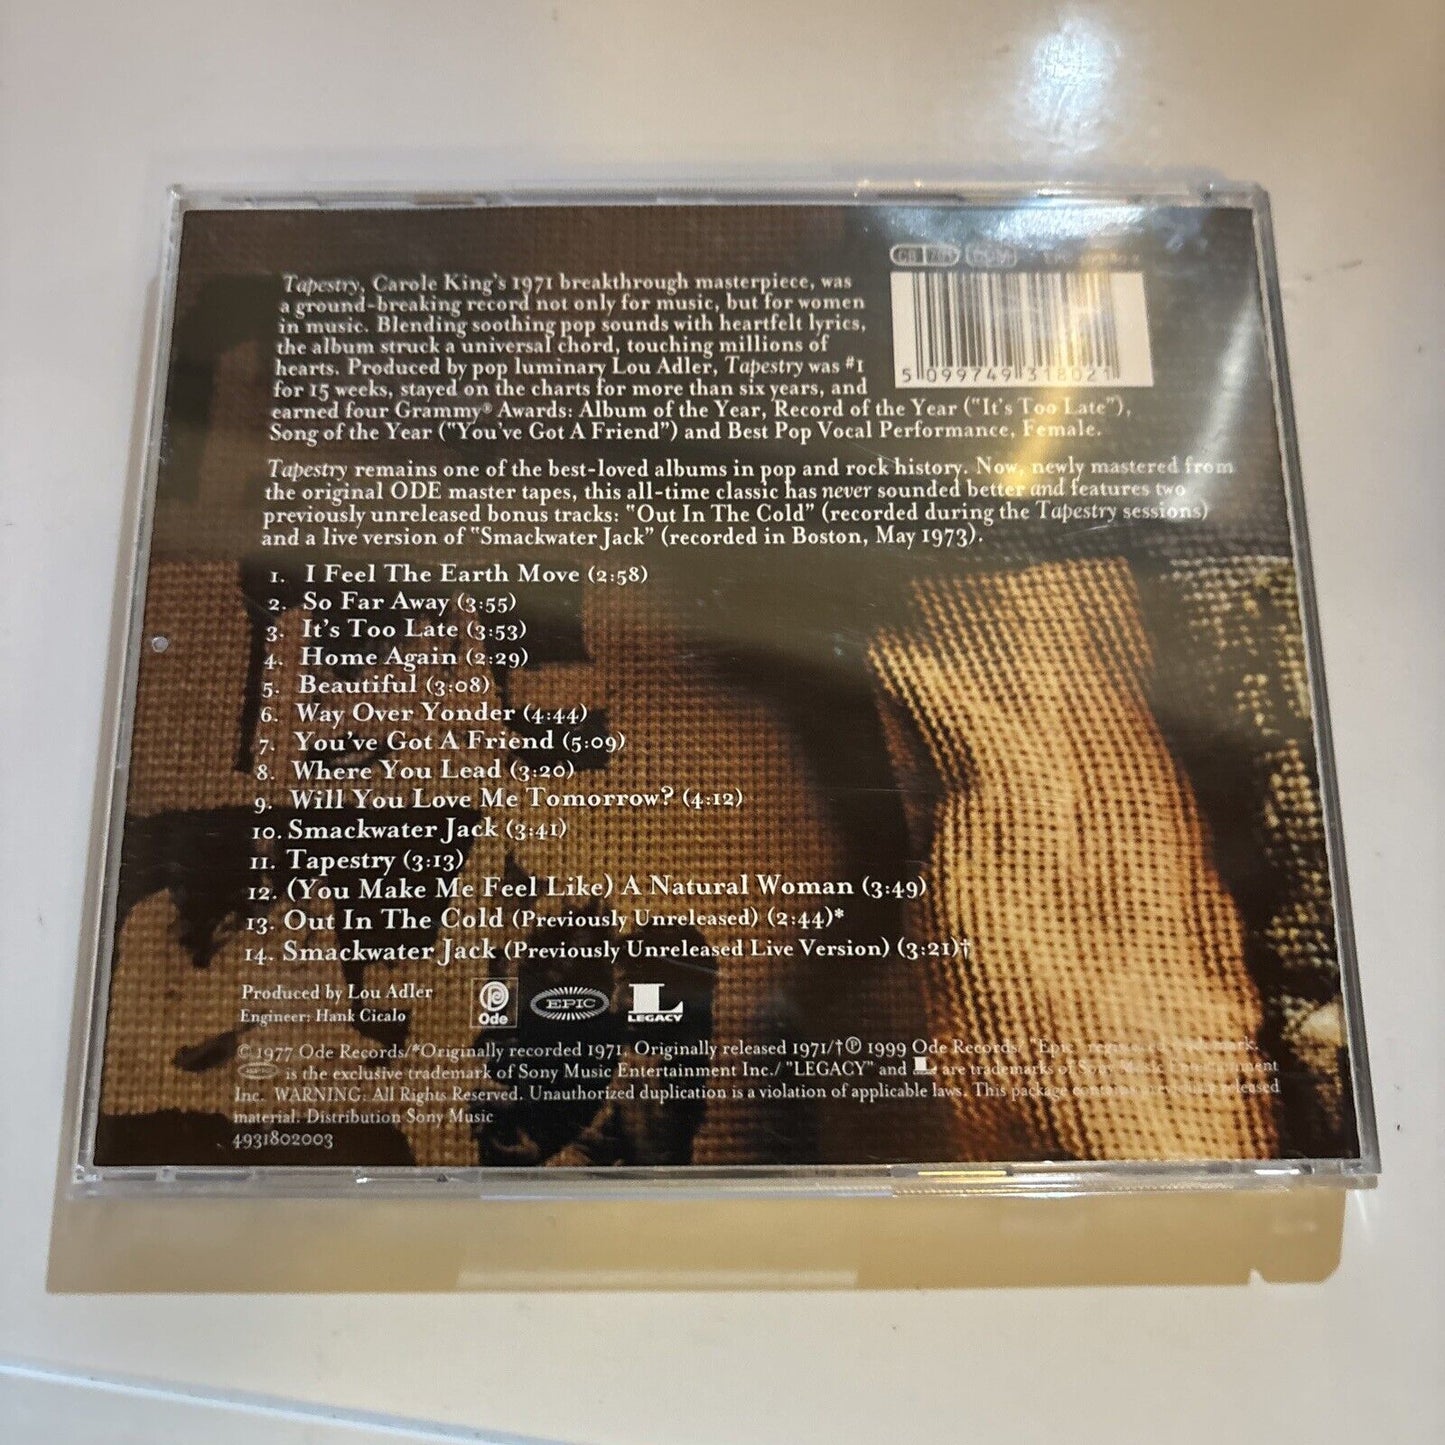 Tapestry, Carole King's 1971 breakthrough masterpiece, was
a ground-breaking record not only for music, but for women
in music. Blending soothing pop sounds with heartfelt lyrics,
the album struck a universal chord, touching millions of
hearts. Produced by pop luminary Lou Adler, Tapestry was #1
for 15 weeks, stayed on the charts for more than six years, and
earned four Grammy® Awards: Album of the Year, Record of the Year ("It's Too Late"),
Song of the Year ("You've Got A Friend") and Best Pop Vocal Performance, Female.
5 099749 318021
Tapestry remains one of the best-loved albums in pop and rock history. Now, newly mastered from
the original ODE master tapes, this all-time classic has never sounded better and features two
previously unreleased bonus tracks: "Out In The Cold" (recorded during the Tapestry sessions)
and a live version of "Smackwater Jack" (recorded in Boston, May 1973).
1. I Feel The Earth Move (2:58)
2. So Far Away (3:55)
3. It's Too Late (3:53)
4. Home Again (2:29)
5. Beautiful (3:08)
6. Way Over Yonder (4:44)
7. You've Got A Friend (5:09)
8. Where You Lead (3:20)
9. Will You Love Me Tomorrow? (4:12)
10. Smackwater Jack (3:41)
11. Tapestry (3:13)
12. (You Make Me Feel Like) A Natural Woman (3:49)
13. Out In The Cold (Previously Unreleased) (2:44)*
14. Smackwater Jack (Previously Unreleased Live Version) (3:21)†
Produced by Lou Adler
Engineer: Hank Cicalo
Ode
EPIC
L LEGACY
© 1977 Ode Records/*Originally recorded 1971. Originally released 1971/†℗ 1999 Ode Records/ "Epic"
EPIC is the exclusive trademark of Sony Music Entertainment Inc./ "LEGACY" and L are trademarks of Sony Music Entertainment
Inc. WARNING: All Rights Reserved. Unauthorized duplication is a violation of applicable laws. This package released
material. Distribution Sony Music
4931802003